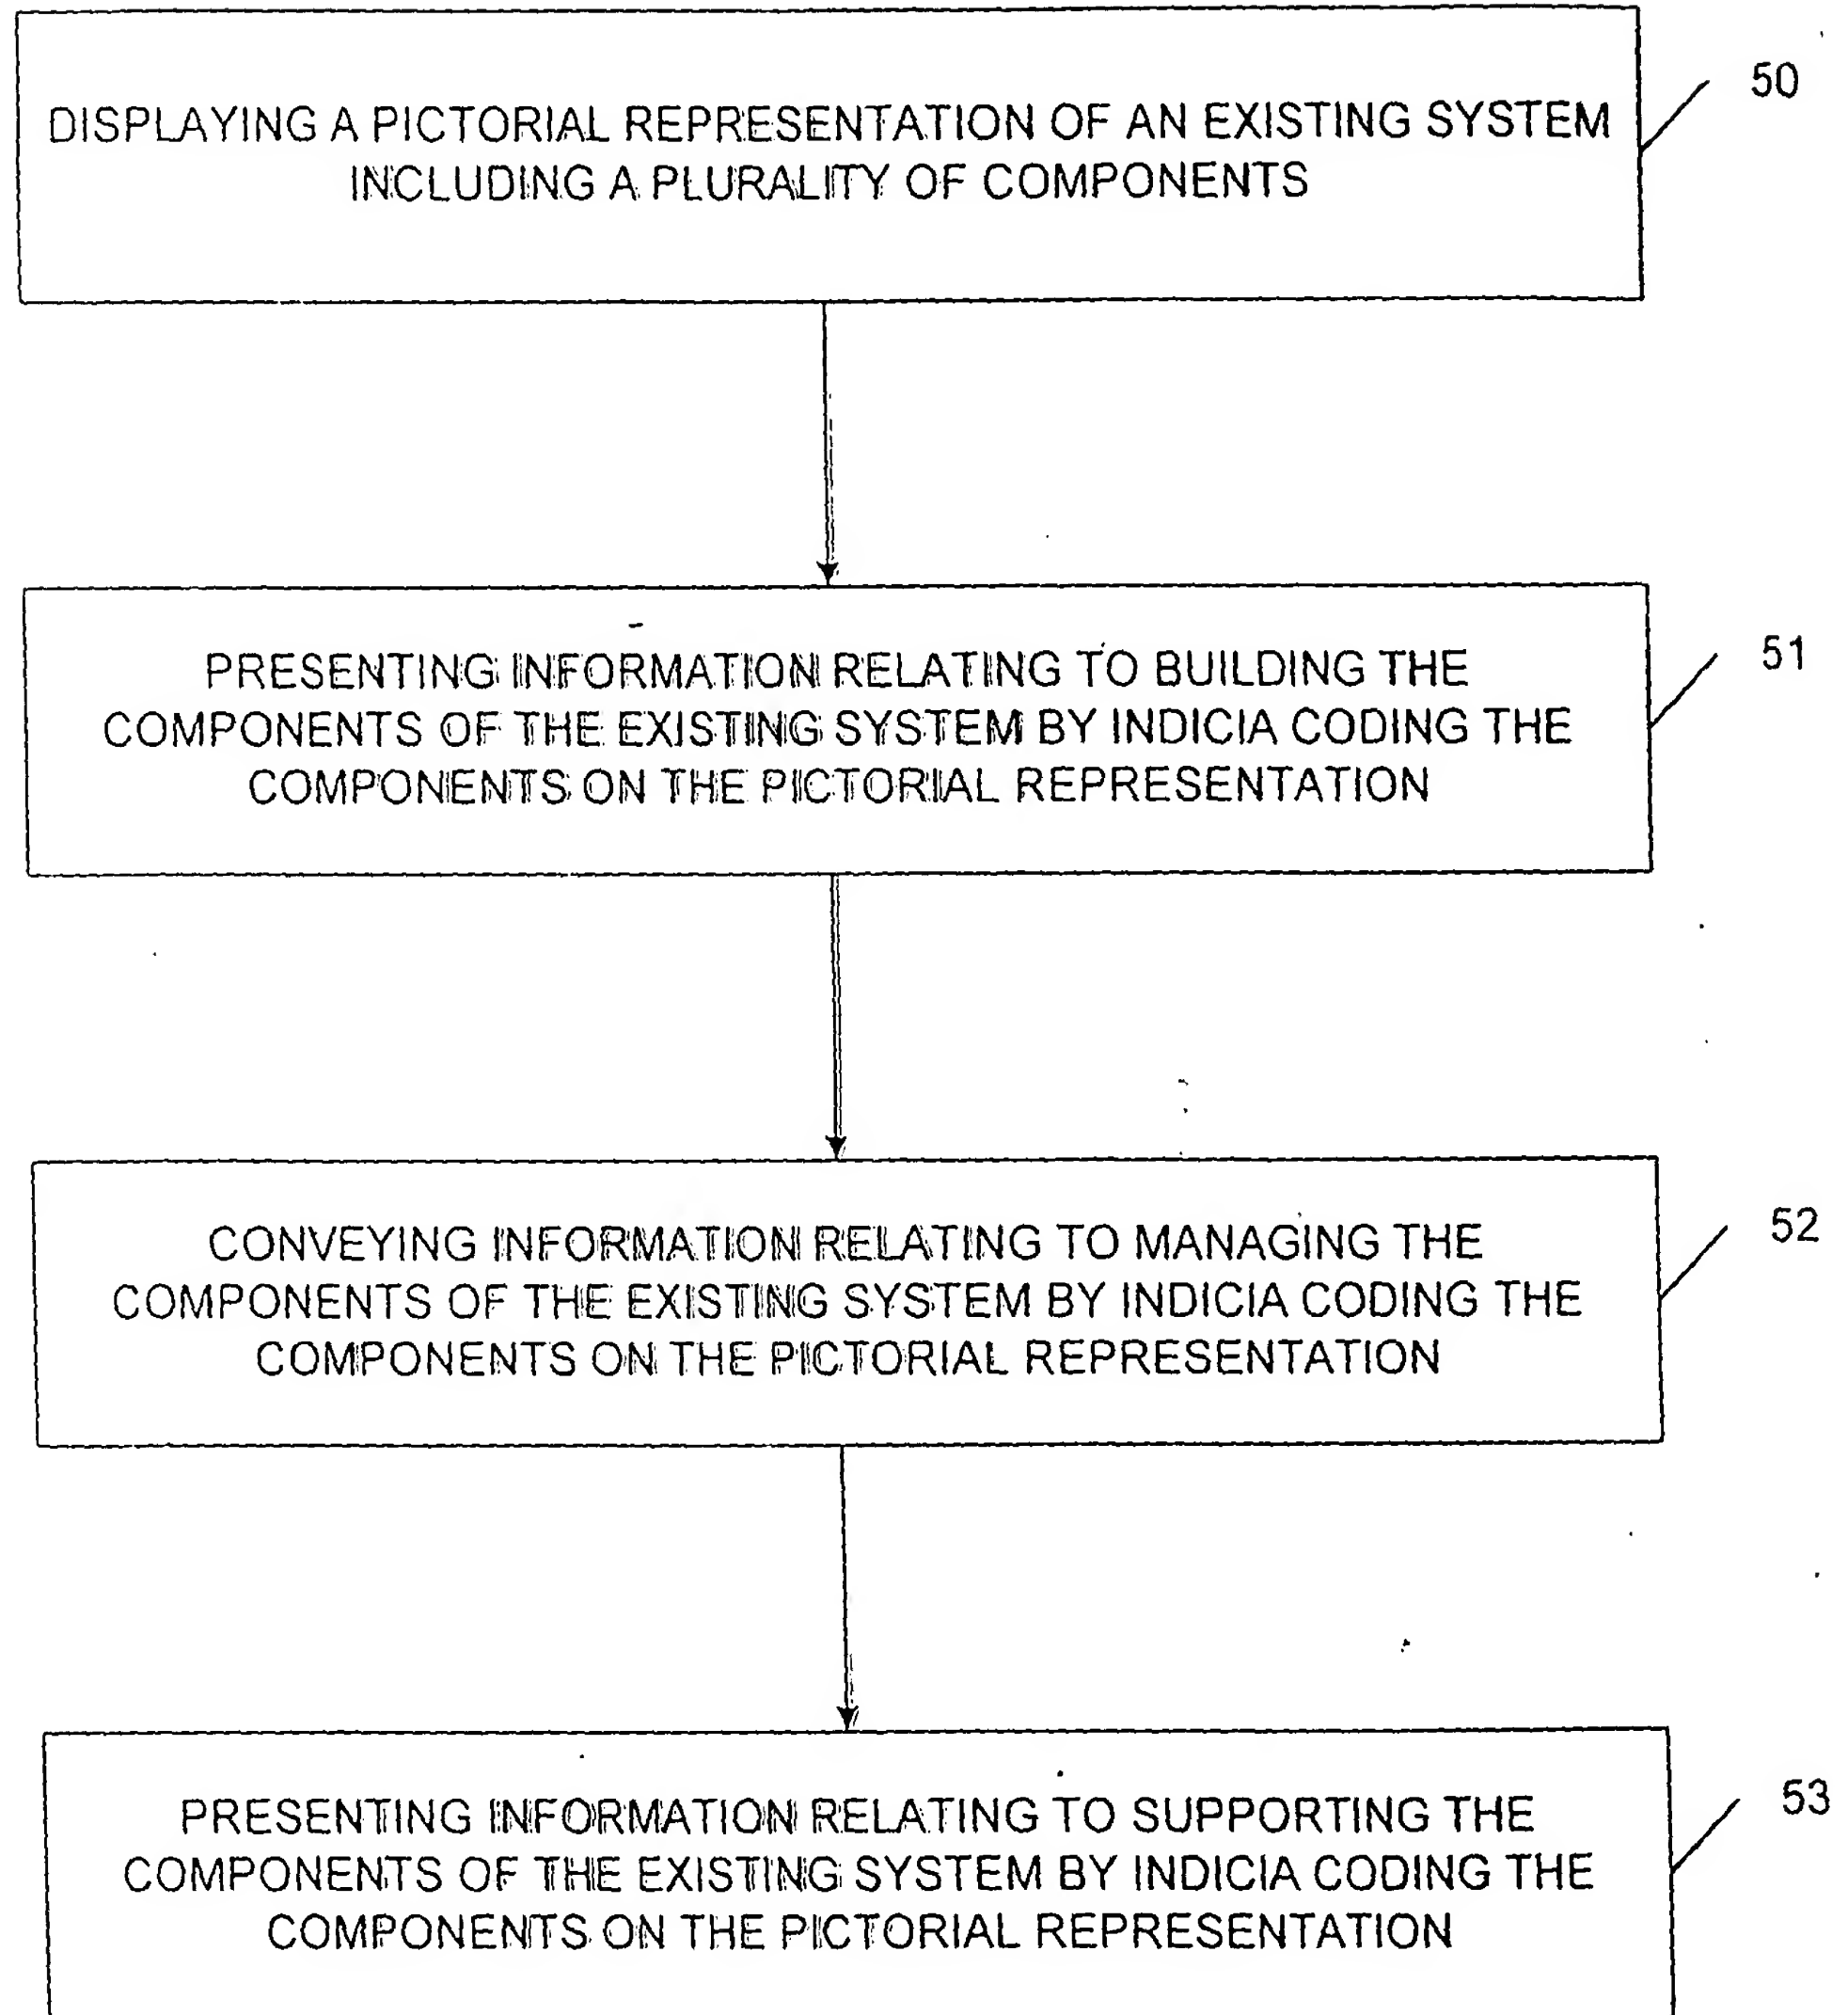 50
DISPLAYING A PICTORIAL REPRESENTATION OF AN EXISTING SYSTEM
INCLUDING A PLURALITY OF COMPONENTS
51
PRESENTING INFORMATION RELATING TO BUILDING THE
COMPONENTS OF THE EXISTING SYSTEM BY INDICIA CODING THE
COMPONENTS ON THE PICTORIAL REPRESENTATION
52
CONVEYING INFORMATION RELATING TO MANAGING THE
COMPONENTS OF THE EXISTING SYSTEM BY INDICIA CODING THE
COMPONENTS ON THE PICTORIAL REPRESENTATION
53
PRESENTING INFORMATION RELATING TO SUPPORTING THE
COMPONENTS OF THE EXISTING SYSTEM BY INDICIA CODING THE
COMPONENTS ON THE PICTORIAL REPRESENTATION